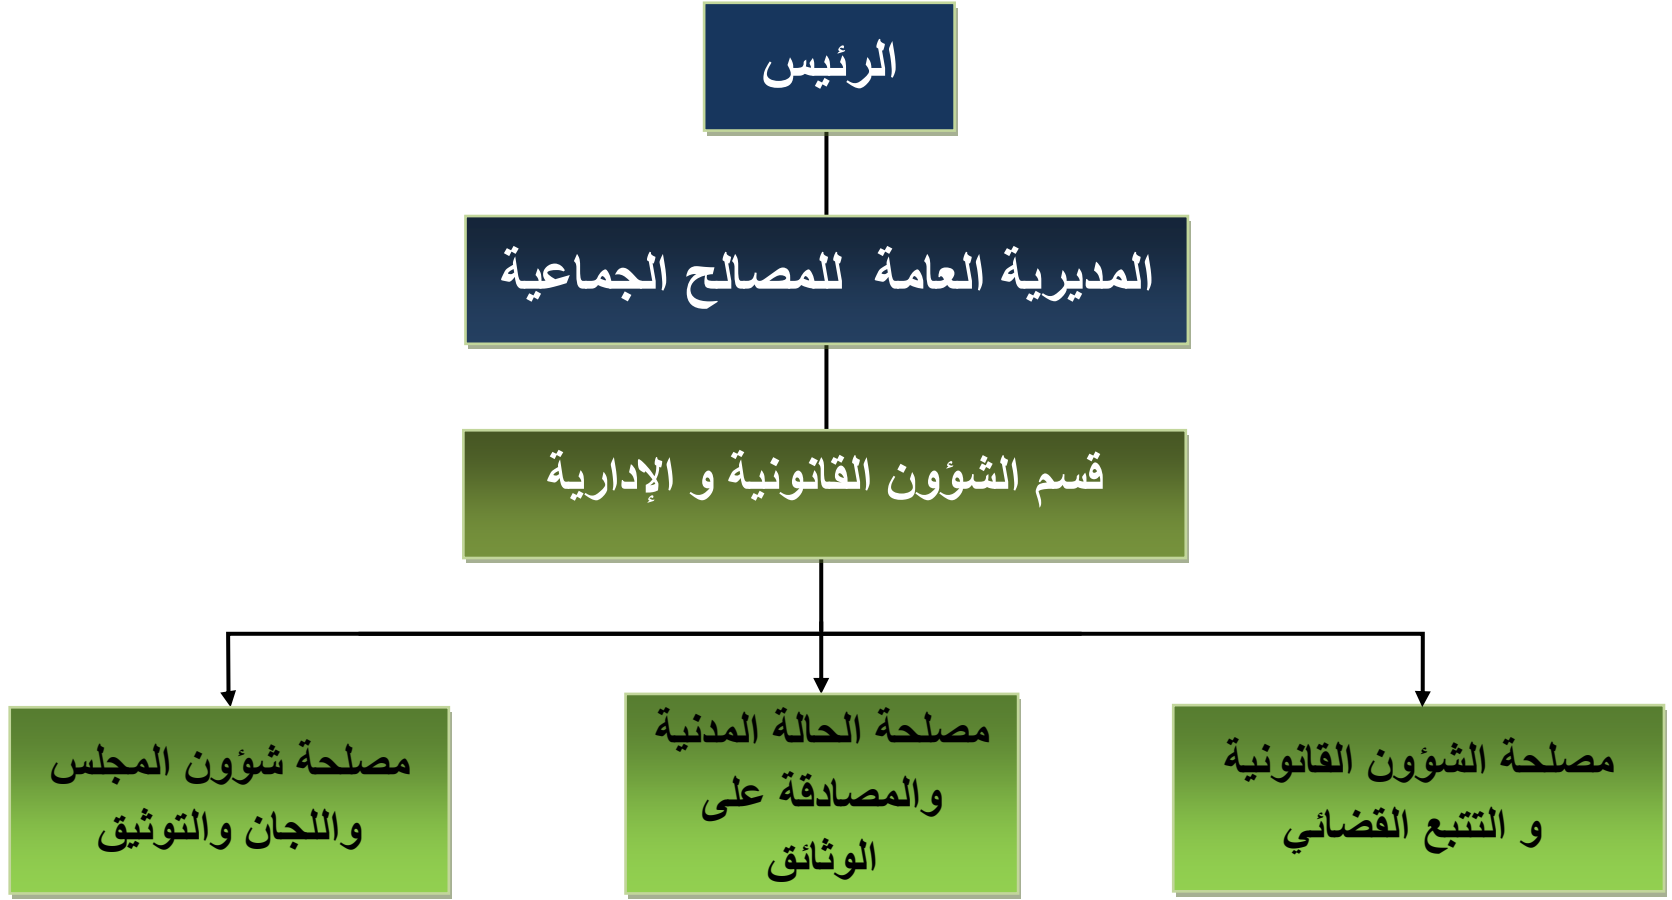 الرئيس
المديرية العامة للمصالح الجماعية
قسم الشؤون القانونية و الإدارية
مصلحة الشؤون القانونية
و التتبع القضائي
مصلحة الحالة المدنية
والمصادقة على
الوثائق
مصلحة شؤون المجلس
واللجان والتوثيق